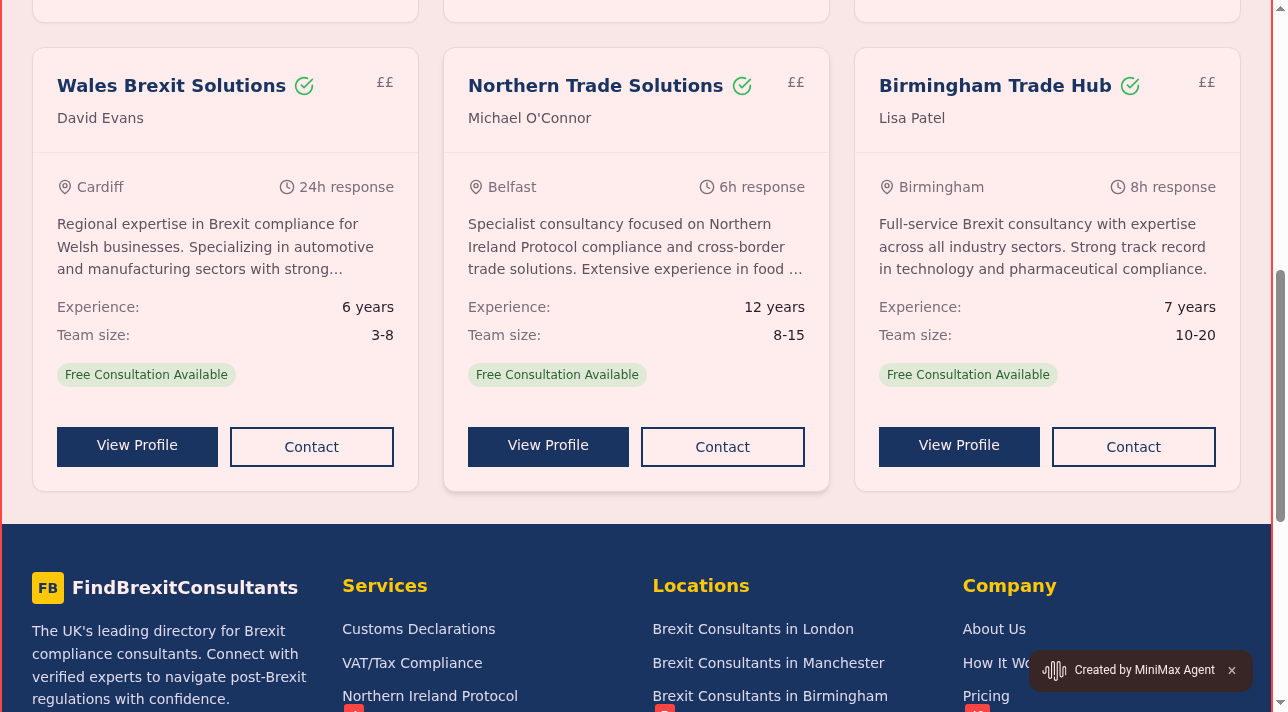 Wales Brexit Solutions
££
David Evans
Cardiff
24h response
Regional expertise in Brexit compliance for
Welsh businesses. Specializing in automotive
and manufacturing sectors with strong…
Experience:
6 years
Team size:
3-8
Free Consultation Available
View Profile
Contact
Northern Trade Solutions
££
Michael O'Connor
Belfast
6h response
Specialist consultancy focused on Northern
Ireland Protocol compliance and cross-border
trade solutions. Extensive experience in food …
Experience:
12 years
Team size:
8-15
Free Consultation Available
View Profile
Contact
Birmingham Trade Hub
££
Lisa Patel
Birmingham
8h response
Full-service Brexit consultancy with expertise
across all industry sectors. Strong track record
in technology and pharmaceutical compliance.
Experience:
7 years
Team size:
10-20
Free Consultation Available
View Profile
Contact
FB
FindBrexitConsultants
The UK's leading directory for Brexit
compliance consultants. Connect with
verified experts to navigate post-Brexit
regulations with confidence.
Services
Customs Declarations
VAT/Tax Compliance
Northern Ireland Protocol
Locations
Brexit Consultants in London
Brexit Consultants in Manchester
Brexit Consultants in Birmingham
Company
About Us
How It
Pricing
Created by MiniMax Agent